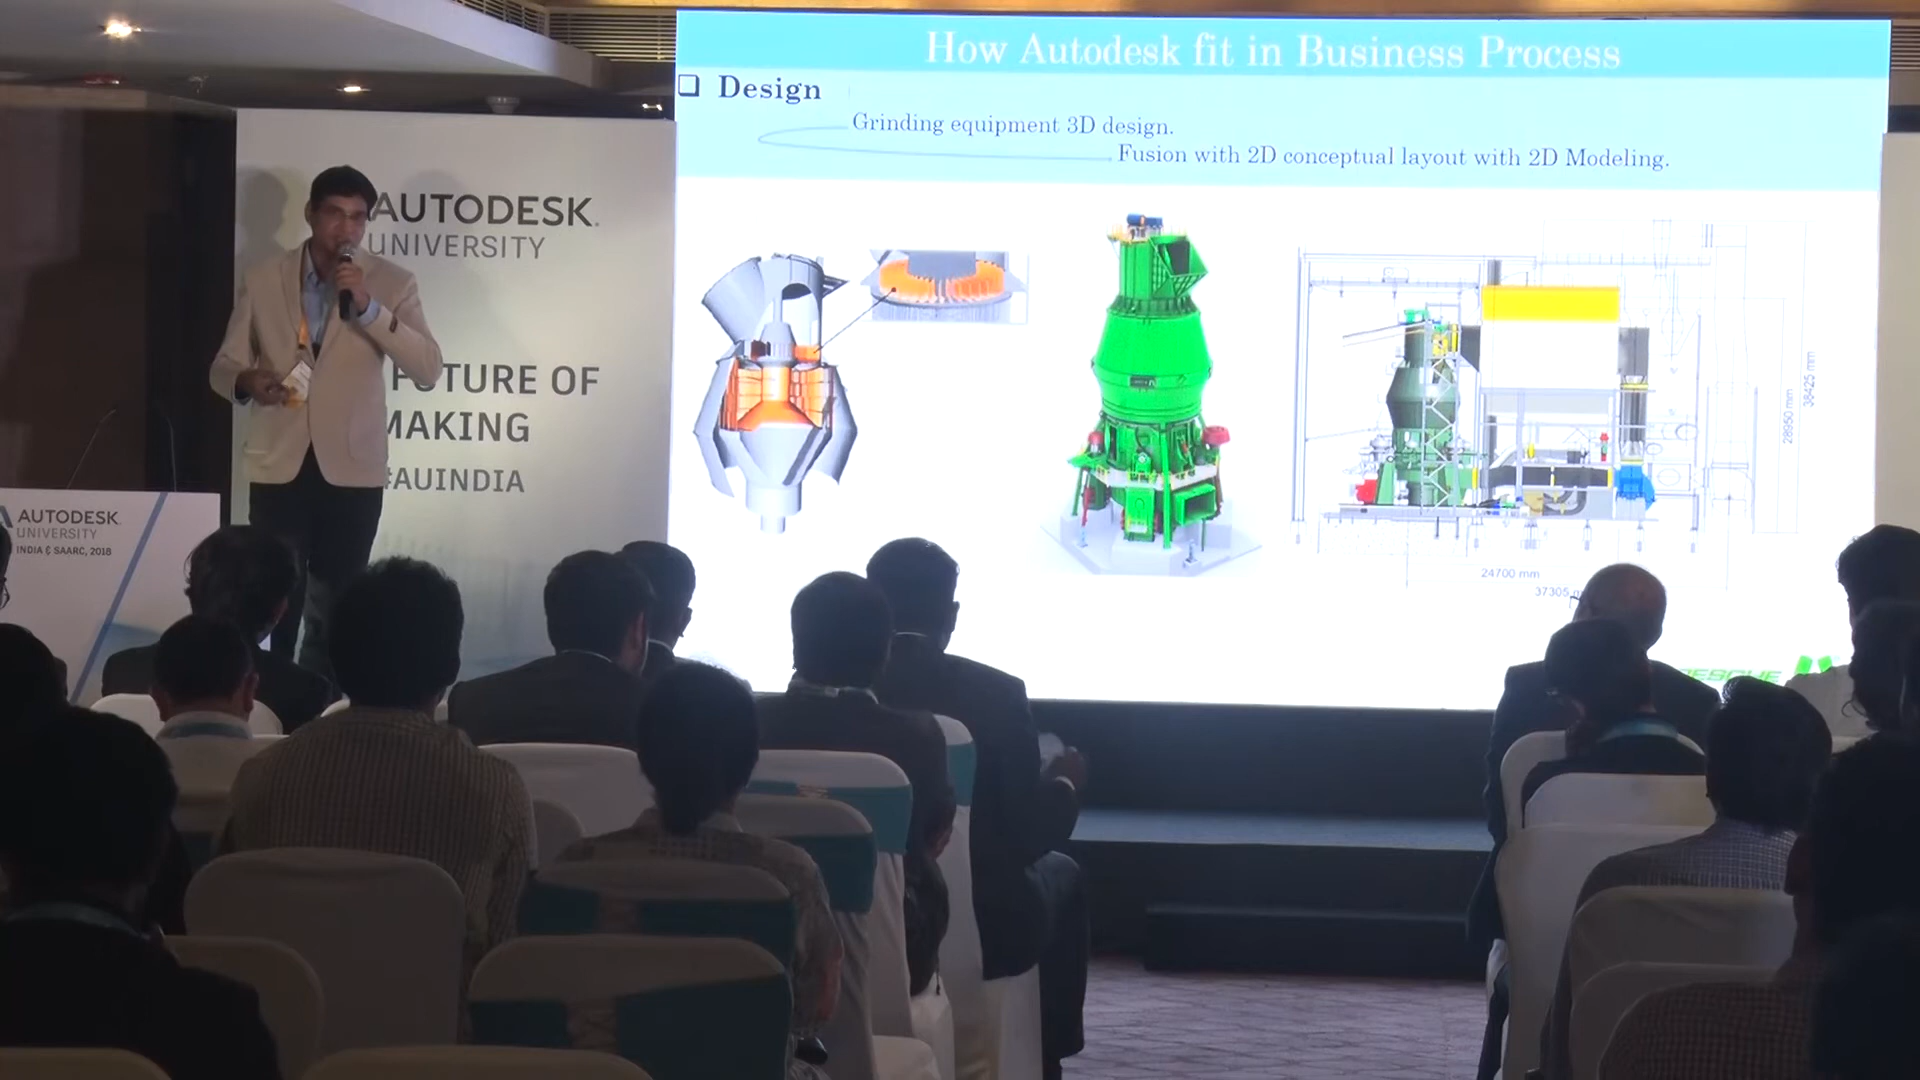 How Autodesk fit in Business Process
Design
Grinding equipment 3D design.
Fusion with 2D conceptual layout with 2D Modeling.
AUTODESK.
UNIVERSITY
FUTURE OF
MAKING
#AUINDIA
38425 mm
28950 mm
24700 mm
37305
AUTODESK.
UNIVERSITY
INDIA & SAARC, 2018